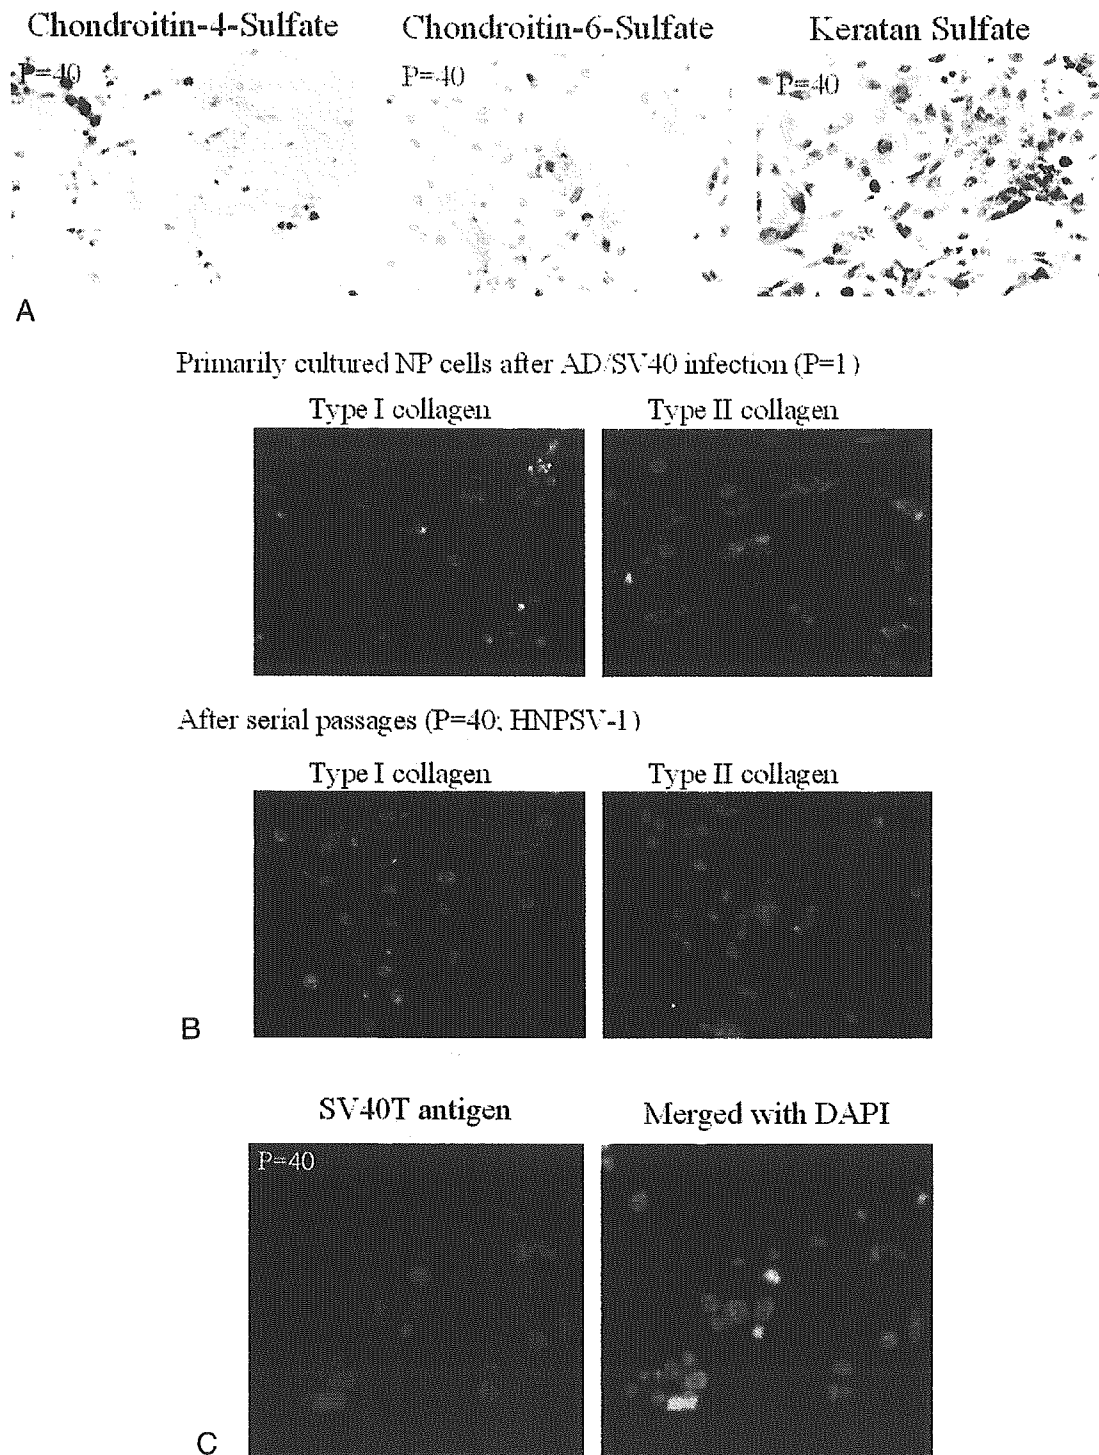 Chondroitin-4-Sulfate Chondroitin-6-Sulfate Keratan Sulfate
P=40 P=40 P=40
A
Primarily cultured NP cells after AD/SV40 infection (P=1)
Type I collagen Type II collagen
After serial passages (P=40; HNPSV-1)
Type I collagen Type II collagen
B
SV40T antigen Merged with DAPI
P=40
C